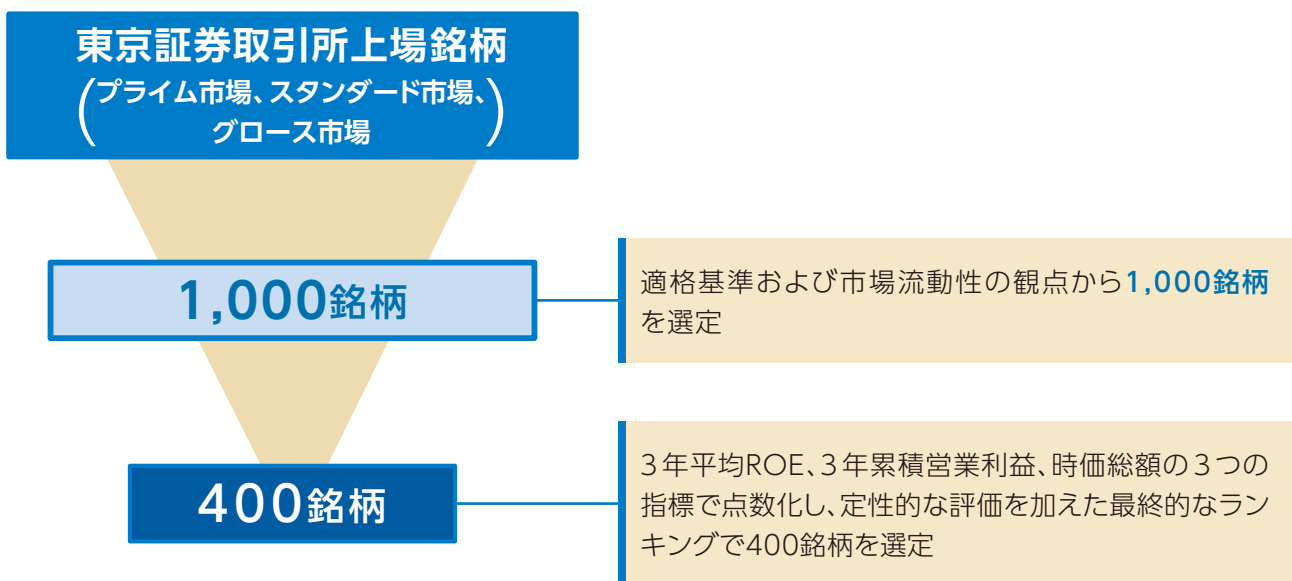 東京証券取引所上場銘柄
(プライム市場、スタンダード市場、
グロース市場)
1,000銘柄
適格基準および市場流動性の観点から1,000銘柄
を選定
400銘柄
3年平均ROE、3年累積営業利益、時価総額の3つの
指標で点数化し、定性的な評価を加えた最終的なラン
キングで400銘柄を選定